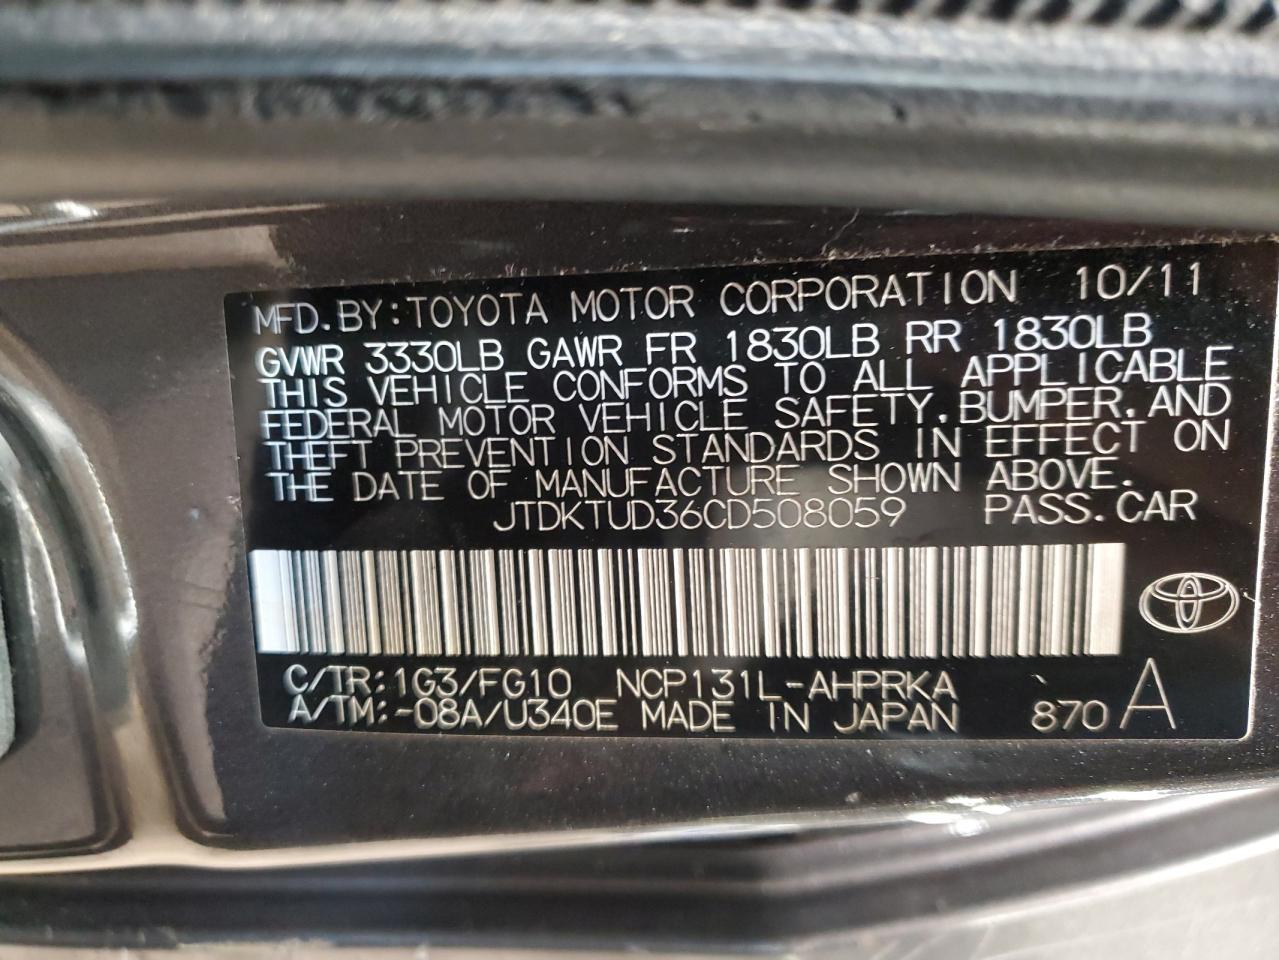 MFD. BY: TOYOTA MOTOR CORPORATION 10/11
GVWR 3330LB GAWR FR 1830LB RR 1830LB
THIS VEHICLE CONFORMS TO ALL APPLICABLE
FEDERAL MOTOR VEHICLE SAFETY, BUMPER, AND
THEFT PREVENTION STANDARDS IN EFFECT ON
THE DATE OF MANUFACTURE SHOWN ABOVE.
JTDKTUD36CD508059 PASS. CAR
C/TR: 1G3/FG10 NCP131L-AHPRKA
A/TM: -08A/U340E MADE IN JAPAN 870 A